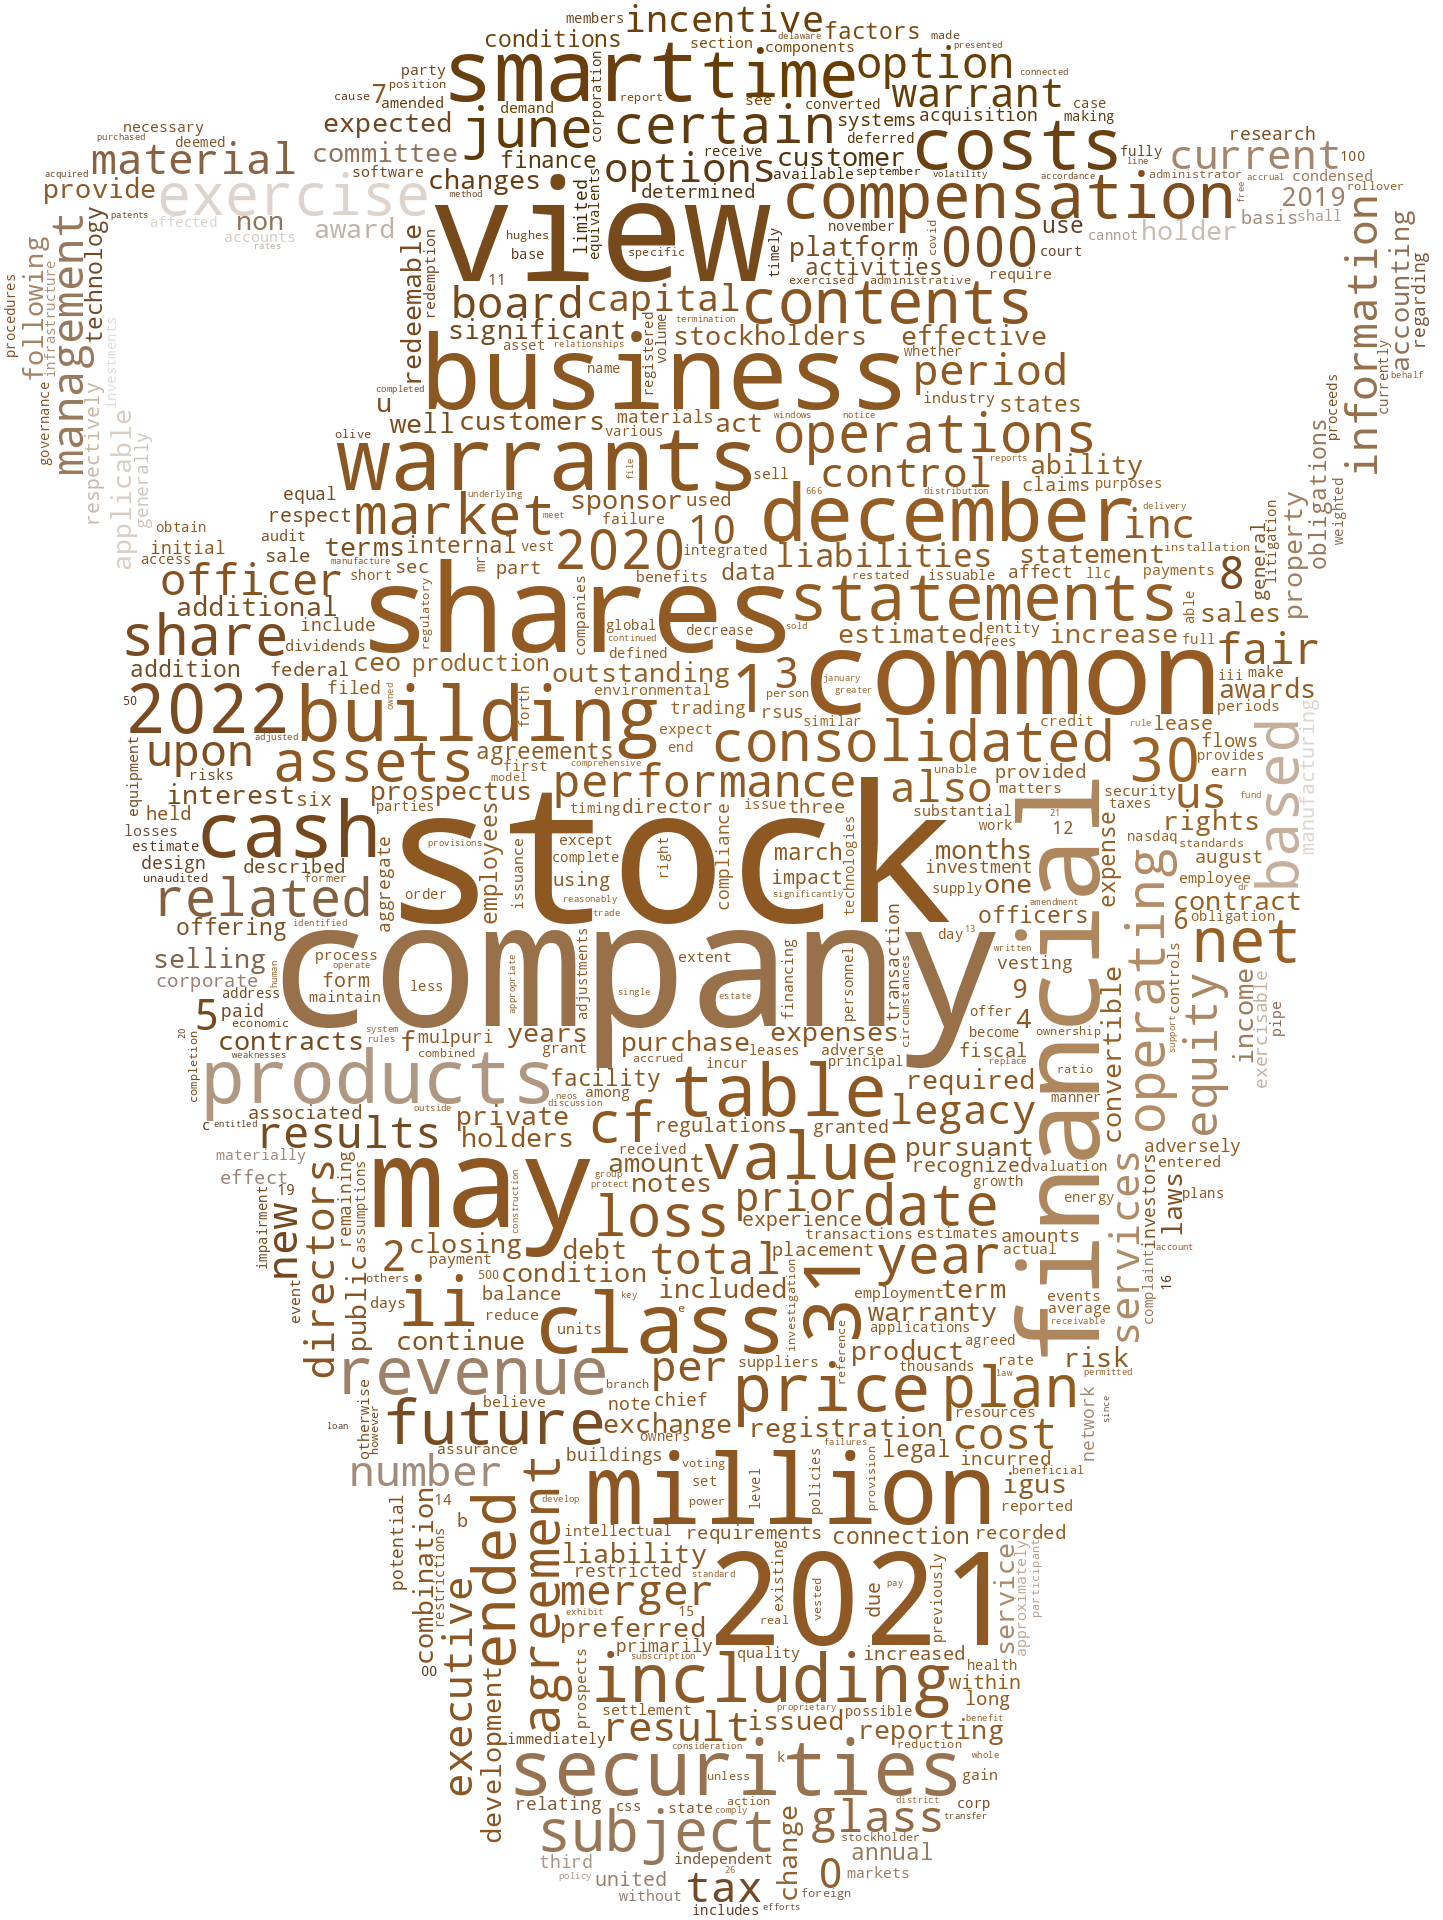 members incentive factors made
conditions section delaware components presented
smart time option connected
party position cause 7 amended report see converted warrant case making
demand corporation systems acquisition
expected june certain deferred costs fully line
necessary purchased deemed committee finance receive customer research
material software options available september volatility accordance administrator current 100
acquired provide exercise changes method determined compensation accrual free condensed 2019 rollover
patents affected non award limited equivalents november use cannot holder basis shall
accounts rates hughes base specific timely platform covid 000 court
management technology following redeemable redemption view activities require information accounting regarding
procedures infrastructure 11 exercised administrative
board capital contents currently behalf
significant termination stockholders effective proceeds
investments asset relationships registered volume whether
business name period
completed industry
governance u customers materials windows notice states
respectively applicable generally well various act operations obligations
olive warrants file sell control reports ability
equal underlying 666 distribution claims purposes weighted
respect market sponsor used december delivery
obtain audit meet failure 10 inc
initial terms internal vest 2020 integrated liabilities statement installation litigation property
access sale manufacture short sec mr part benefits data restated issuable affect llc payments 8 general
officer shares companies statements able sales
additional regulatory global decrease sold estimated entity increase full
share include dividends continued defined fees fair
addition federal ceo production outstanding 1 3 common iii make
50 2022 filed owned building forth environmental person january greater awards periods
trading rsus similar credit rule lease
adjusted expect consolidated flows manufacturing
upon assets agreements first end unable 30 provides based
risks model comprehensive performance also provided matters earn
equipment interest six prospectus timing director issue three security us fund
held parties substantial 21 taxes
losses cash stock provisions employees except right compliance march technologies work 12 nasdaq rights standards
estimate issuance complete months
design described using impact investment expense august
unaudited former reasonably significantly supply one employee dr
related aggregate order trade amendment officers contract
offering identified financial operating 6 obligation
process company adjustments extent day 13 written net
selling human operate less appropriate single financing personnel transaction circumstances vesting controls
corporate form maintain estate 9 income exercisable
address 5 paid economic offer 4 equity pipe
20 contracts system rules f mulpuri years purchase expenses become ownership convertible support
completion weaknesses combined grant accrued leases adverse fiscal replace
incur principal
products facility neos among table required ratio
associated outside discussion legacy manner
c entitled results private cf regulations granted
holders received pursuant adversely
materially may group protect amount value recognized valuation entered
effect notes growth services investors
19 remaining assumptions construction prior date energy laws plans
impairment new directors public loss experience transactions estimates amounts account
closing debt total placement year actual complaint
2 payment
others 500 condition included investigation 31 employment term events 16
event days ii balance key average
reduce class e warranty receivable
continue units reference applications agreed
revenue per suppliers product thousands rate risk
branch law permitted
otherwise believe note chief price plan since
loan however future exchange resources
owners registration cost network
assurance buildings failures legal
number voting provision incurred beneficial
set level policies
14 develop million igus
potential combination ended agreement power reported
b intellectual requirements connection recorded
restrictions liability existing
restricted standard 2021 service approximately participant
executive merger vested pay due previously
exhibit 15
preferred real
primarily quality increased
subscription health
00 development prospects including within
settlement proprietary possible long
result issued benefit
immediately reporting
consideration reduction whole
securities k
unless gain
relating css state action comply district corp
subject change glass transfer
stockholder
third independent annual
policy united 26 0 markets
without tax foreign
includes efforts